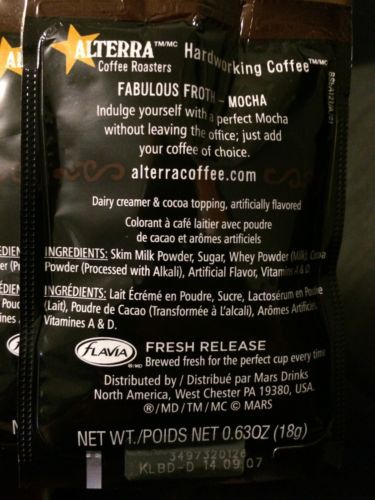 ALTERRA™/MC Hardworking Coffee™/MC
Coffee Roasters
FABULOUS FROTH – MOCHA
Indulge yourself with a perfect Mocha
without leaving the office; just add
your coffee of choice.
alterracoffee.com
Dairy creamer & cocoa topping, artificially flavored
Colorant à café laitier avec poudre
de cacao et arômes artificiels
INGREDIENTS: Skim Milk Powder, Sugar, Whey Powder (Milk), Cocoa
Powder (Processed with Alkali), Artificial Flavor, Vitamins A & D.
INGRÉDIENTS: Lait Écrémé en Poudre, Sucre, Lactosérum en Poudre
(Lait), Poudre de Cacao (Transformée à l'alcali), Arômes Artificiels,
Vitamines A & D.
FLAVIA ®/MD
FRESH RELEASE
Brewed fresh for the perfect cup every time
Distributed by / Distribué par Mars Drinks
North America, West Chester PA 19380, USA.
®/MD/TM/MC © MARS
NET WT./POIDS NET 0.63OZ (18g)
3497320126
KLBD-D 14 09 07